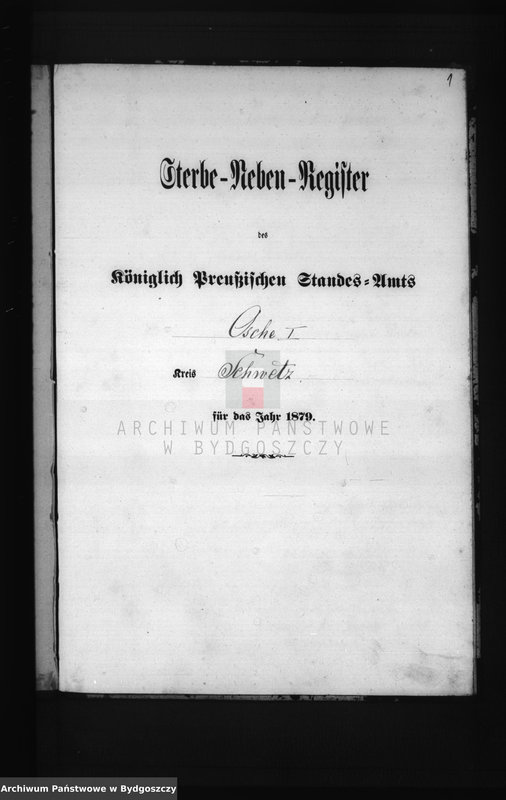 1
Sterbe-Neben-Register
des
Königlich Preußischen Standes-Amts
Osche I
Kreis Schwetz.
für das Jahr 1879.
ARCHIWUM PAŃSTWOWE
W BYDGOSZCZY
Archiwum Państwowe w Bydgoszczy